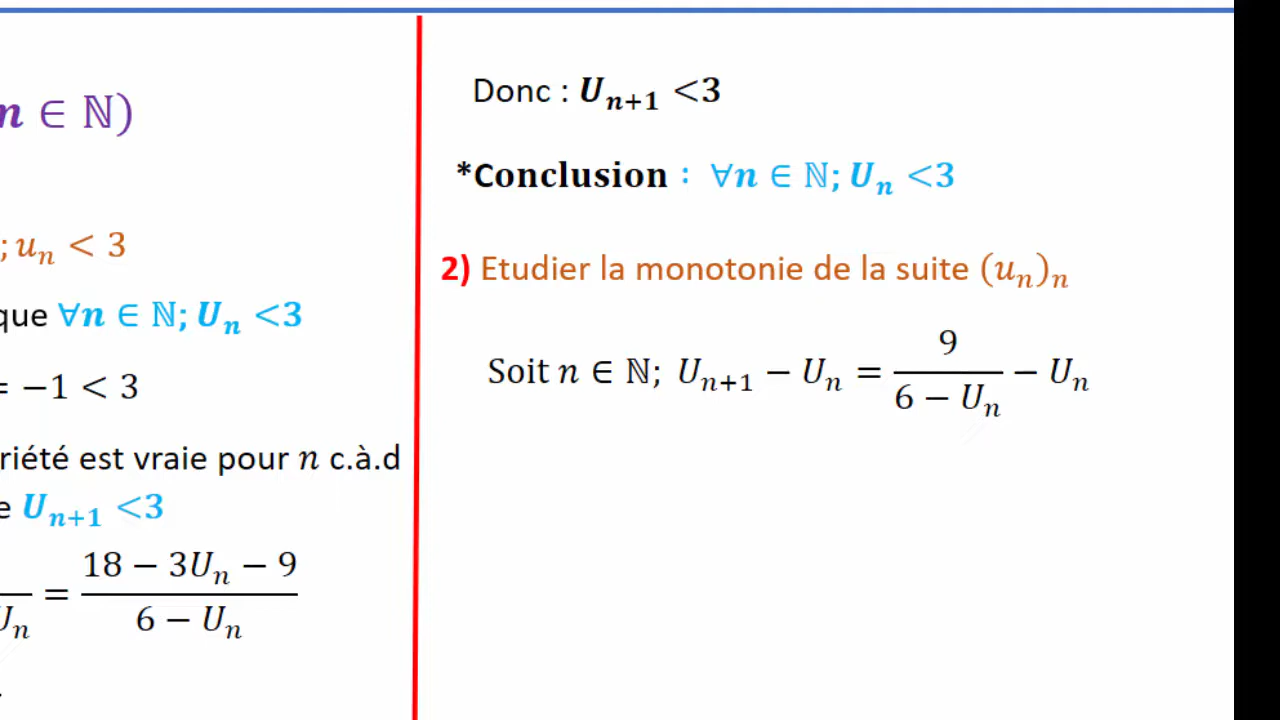 n ∈ ℕ)
; u_n < 3
que ∀n ∈ ℕ; U_n <3
= −1 < 3
riété est vraie pour n c.à.d
e U_{n+1} <3
U_n = (18 − 3U_n − 9)/(6 − U_n)
Donc : U_{n+1} <3
*Conclusion : ∀n ∈ ℕ; U_n <3
2) Etudier la monotonie de la suite (u_n)_n
Soit n ∈ ℕ; U_{n+1} − U_n = 9/(6 − U_n) − U_n